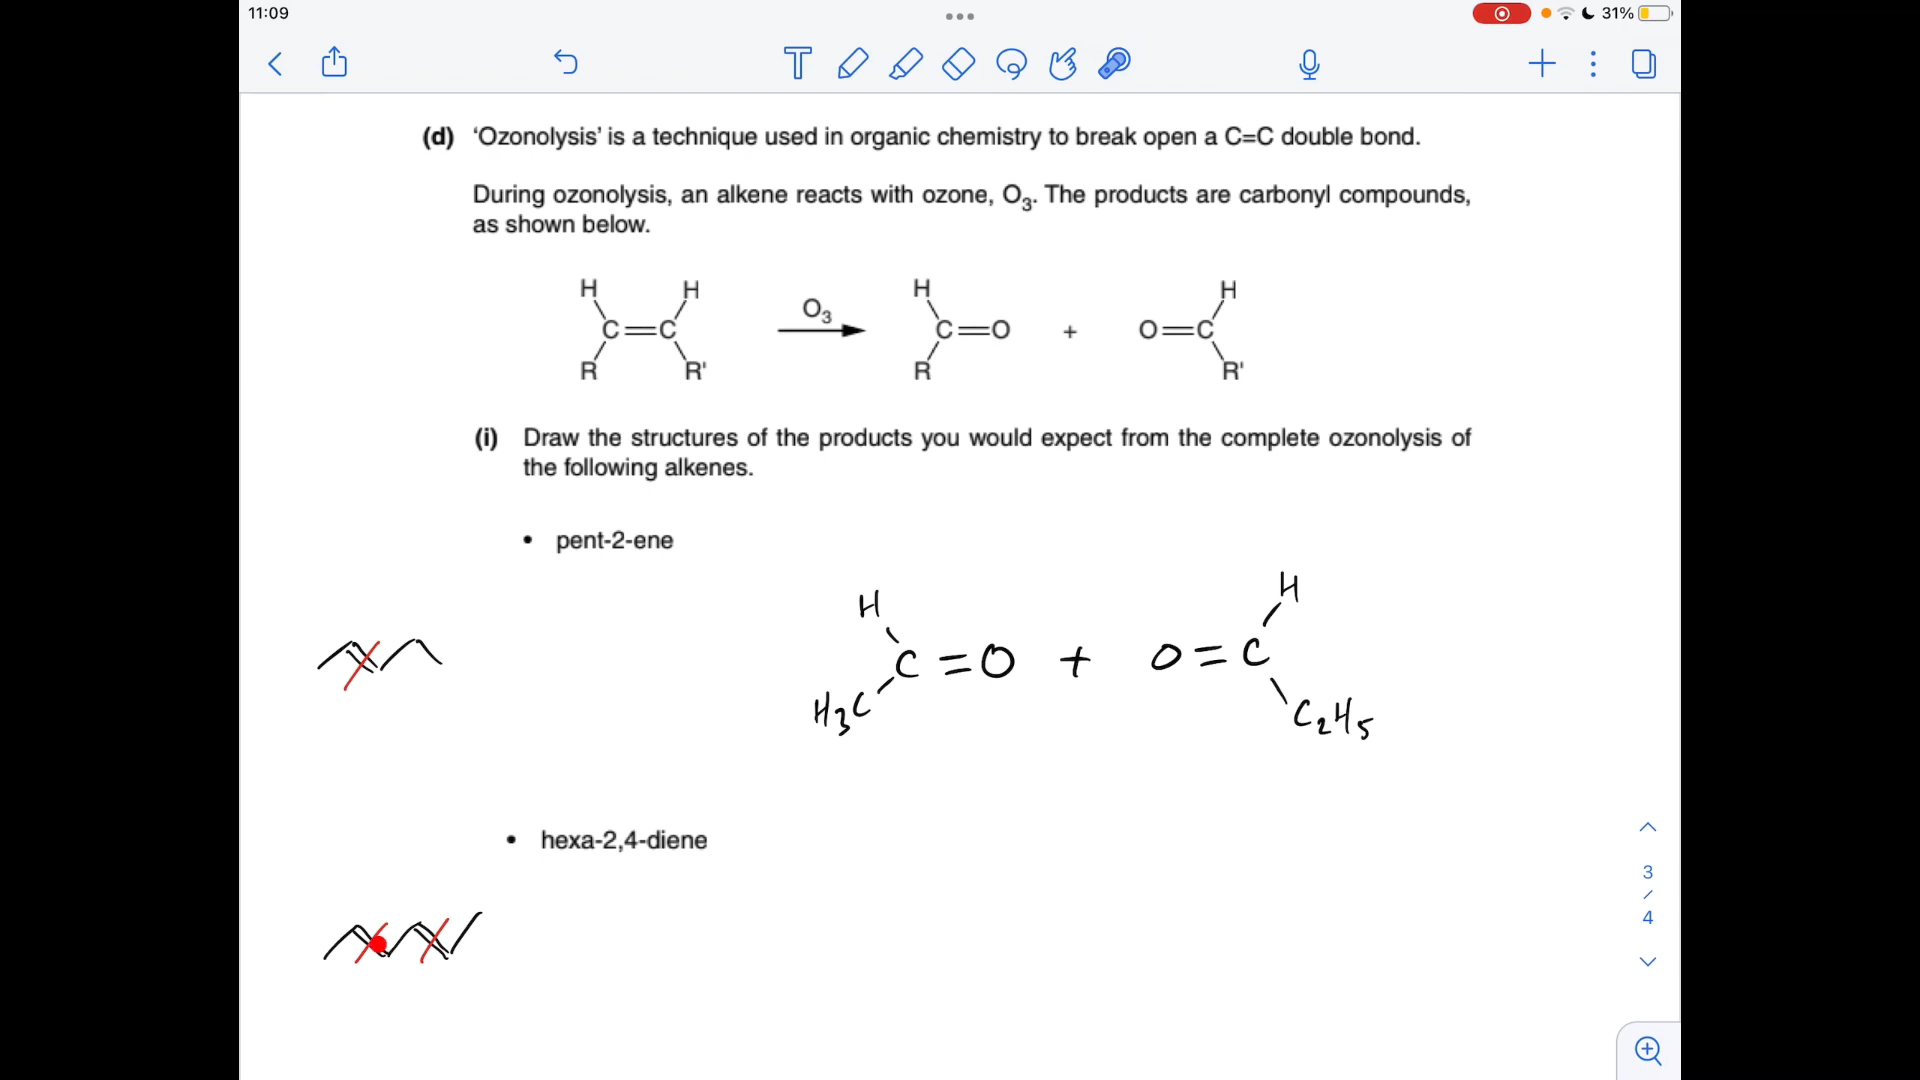 11:09
31%
(d) ‘Ozonolysis’ is a technique used in organic chemistry to break open a C=C double bond.
During ozonolysis, an alkene reacts with ozone, O3. The products are carbonyl compounds,
as shown below.
H H O3 H H
C=C C=O + O=C
R R' R R'
(i) Draw the structures of the products you would expect from the complete ozonolysis of
the following alkenes.
• pent-2-ene
H H
C=O + O=C
H3C C2H5
• hexa-2,4-diene
3
/
4